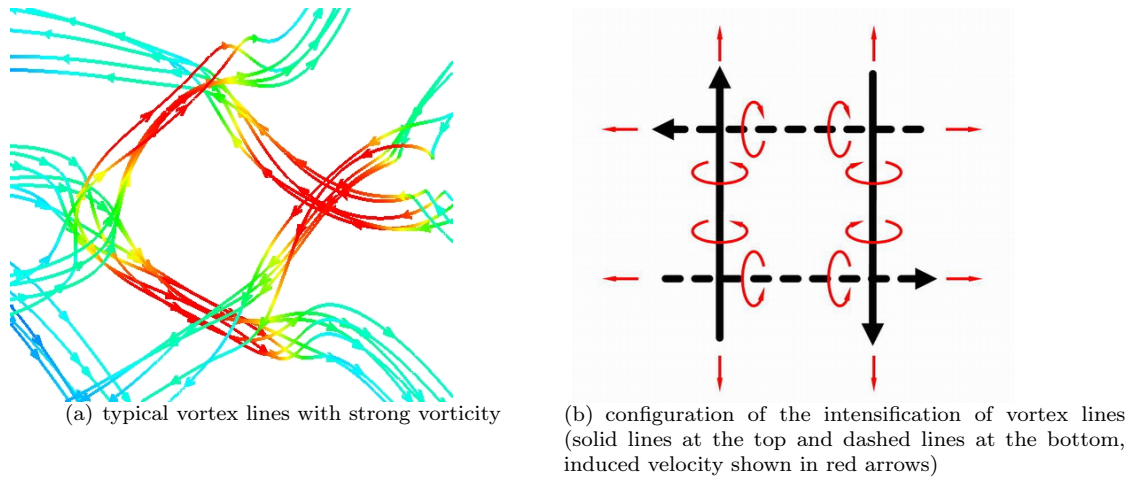 (a) typical vortex lines with strong vorticity
(b) configuration of the intensification of vortex lines
(solid lines at the top and dashed lines at the bottom,
induced velocity shown in red arrows)